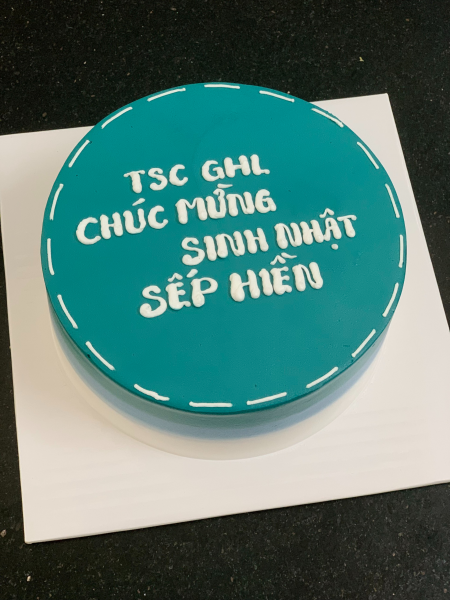 TSC GHL
CHÚC MỪNG
SINH NHẬT
SẾP HIỀN